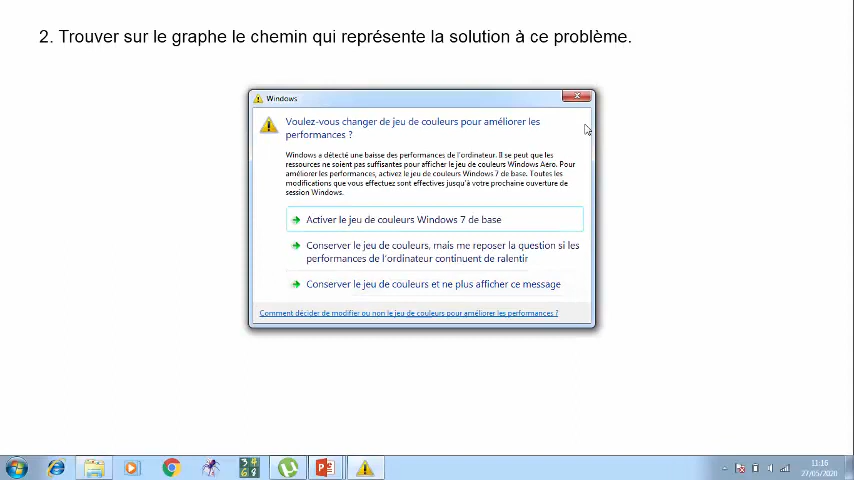 2. Trouver sur le graphe le chemin qui représente la solution à ce problème.
Windows
Voulez-vous changer de jeu de couleurs pour améliorer les
performances ?
Windows a détecté une baisse des performances de l'ordinateur. Il se peut que les
ressources ne soient pas suffisantes pour afficher le jeu de couleurs Windows Aero. Pour
améliorer les performances, activez le jeu de couleurs Windows 7 de base. Toutes les
modifications que vous effectuez sont effectives jusqu'à votre prochaine ouverture de
session Windows.
Activer le jeu de couleurs Windows 7 de base
Conserver le jeu de couleurs, mais me reposer la question si les
performances de l'ordinateur continuent de ralentir
Conserver le jeu de couleurs et ne plus afficher ce message
Comment décider de modifier ou non le jeu de couleurs pour améliorer les performances ?
11:16
27/05/2020